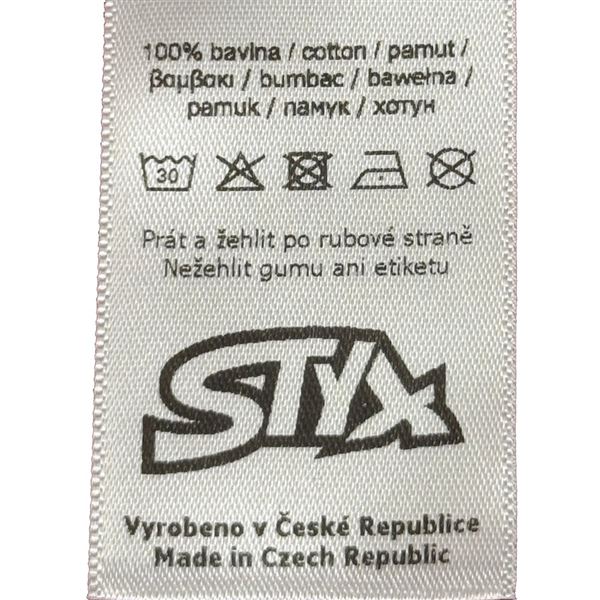 100% bavlna / cotton / pamut /
βαμβακι / bumbac / bawełna /
pamuk / памук / хотун
30
Prát a žehlit po rubové straně
Nežehlit gumu ani etiketu
STYX
Vyrobeno v České Republice
Made in Czech Republic